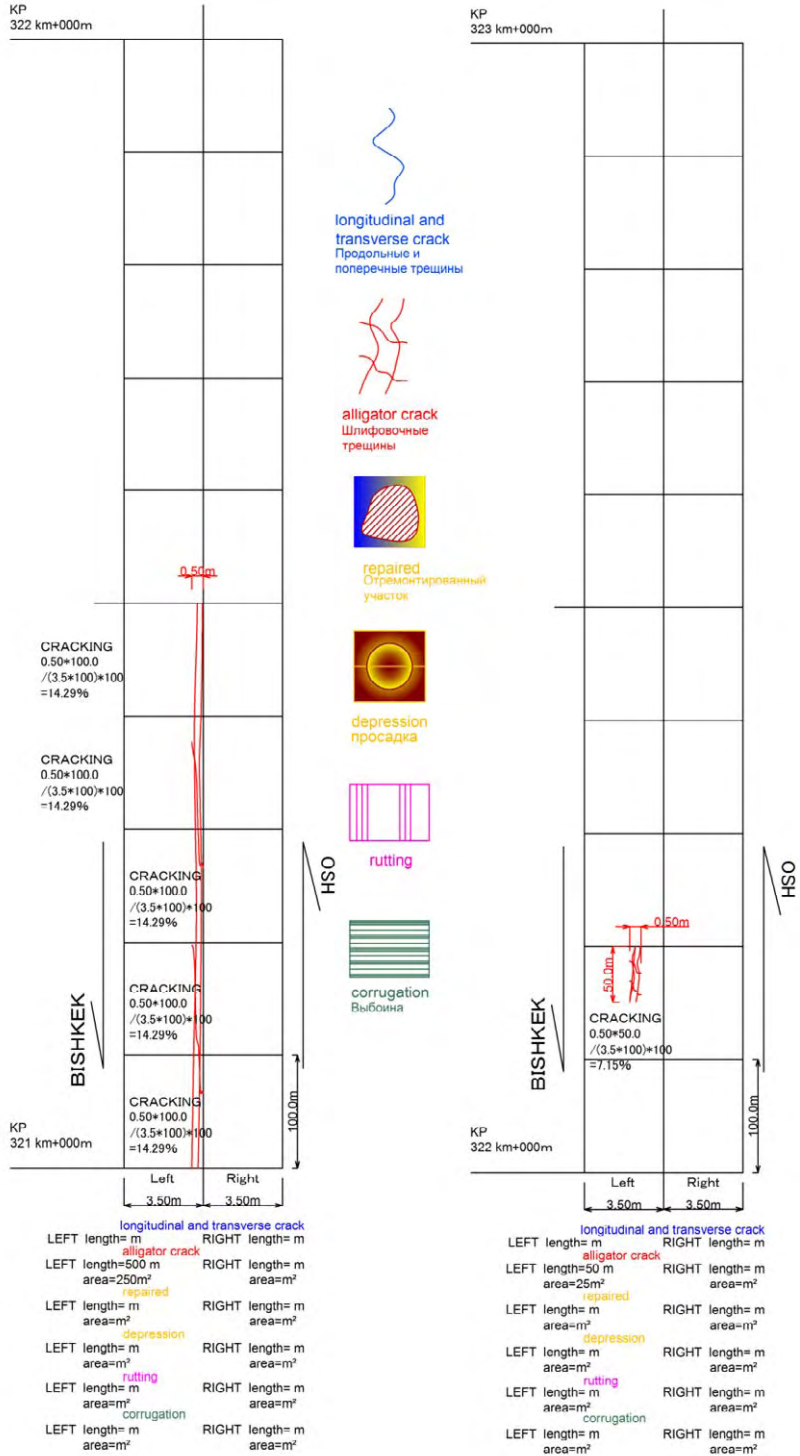 KP
322 km+000m
0.50m
CRACKING
0.50*100.0
/(3.5*100)*100
=14.29%
CRACKING
0.50*100.0
/(3.5*100)*100
=14.29%
CRACKING
0.50*100.0
/(3.5*100)*100
=14.29%
CRACKING
0.50*100.0
/(3.5*100)*100
=14.29%
CRACKING
0.50*100.0
/(3.5*100)*100
=14.29%
BISHKEK
HSO
100.0m
KP
321 km+000m
Left Right
3.50m 3.50m
longitudinal and transverse crack
LEFT length= m RIGHT length= m
alligator crack
LEFT length=500 m RIGHT length= m
area=250m² area=m²
repaired
LEFT length= m RIGHT length= m
area=m² area=m²
depression
LEFT length= m RIGHT length= m
area=m² area=m²
rutting
LEFT length= m RIGHT length= m
area=m² area=m²
corrugation
LEFT length= m RIGHT length= m
area=m² area=m²
longitudinal and
transverse crack
Продольные и
поперечные трещины
alligator crack
Шлифовочные
трещины
repaired
Отремонтированный
участок
depression
просадка
rutting
corrugation
Выбоина
KP
323 km+000m
0.50m
50.0m
CRACKING
0.50*50.0
/(3.5*100)*100
=7.15%
BISHKEK
HSO
100.0m
KP
322 km+000m
Left Right
3.50m 3.50m
longitudinal and transverse crack
LEFT length= m RIGHT length= m
alligator crack
LEFT length=50 m RIGHT length= m
area=25m² area=m²
repaired
LEFT length= m RIGHT length= m
area=m² area=m²
depression
LEFT length= m RIGHT length= m
area=m² area=m²
rutting
LEFT length= m RIGHT length= m
area=m² area=m²
corrugation
LEFT length= m RIGHT length= m
area=m² area=m²